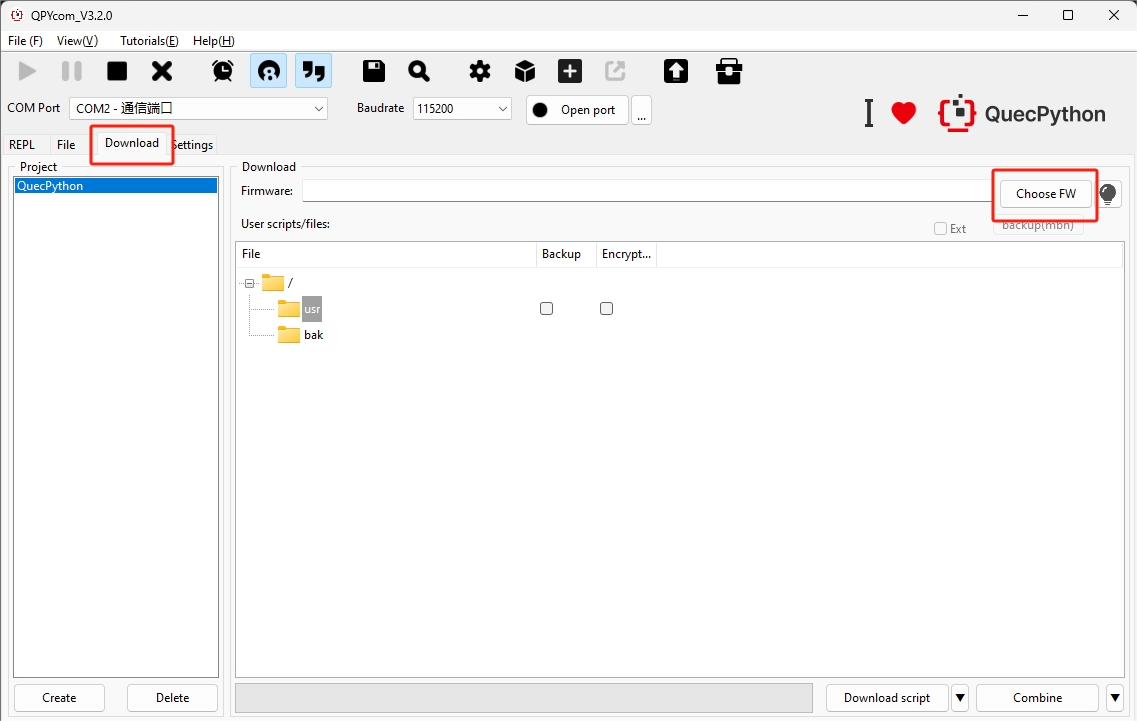 QPYcom_V3.2.0
File (F) View(V) Tutorials(E) Help(H)
COM Port COM2 - 通信端口 Baudrate 115200 Open port ... I QuecPython
REPL File Download Settings
Project Download
QuecPython Firmware: Choose FW
User scripts/files: Ext backup(mbn)
File Backup Encrypt...
/
usr
bak
Create Delete Download script Combine